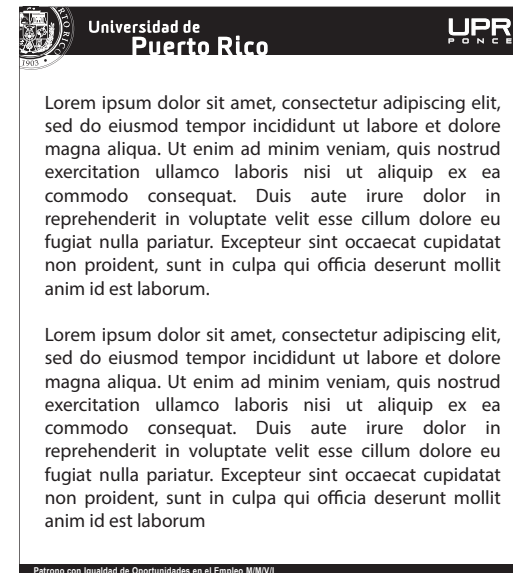 Universidad de
Puerto Rico
UPR
PONCE
1903
Lorem ipsum dolor sit amet, consectetur adipiscing elit,
sed do eiusmod tempor incididunt ut labore et dolore
magna aliqua. Ut enim ad minim veniam, quis nostrud
exercitation ullamco laboris nisi ut aliquip ex ea
commodo consequat. Duis aute irure dolor in
reprehenderit in voluptate velit esse cillum dolore eu
fugiat nulla pariatur. Excepteur sint occaecat cupidatat
non proident, sunt in culpa qui officia deserunt mollit
anim id est laborum.
Lorem ipsum dolor sit amet, consectetur adipiscing elit,
sed do eiusmod tempor incididunt ut labore et dolore
magna aliqua. Ut enim ad minim veniam, quis nostrud
exercitation ullamco laboris nisi ut aliquip ex ea
commodo consequat. Duis aute irure dolor in
reprehenderit in voluptate velit esse cillum dolore eu
fugiat nulla pariatur. Excepteur sint occaecat cupidatat
non proident, sunt in culpa qui officia deserunt mollit
anim id est laborum
Patrono con Igualdad de Oportunidades en el Empleo M/M/V/I